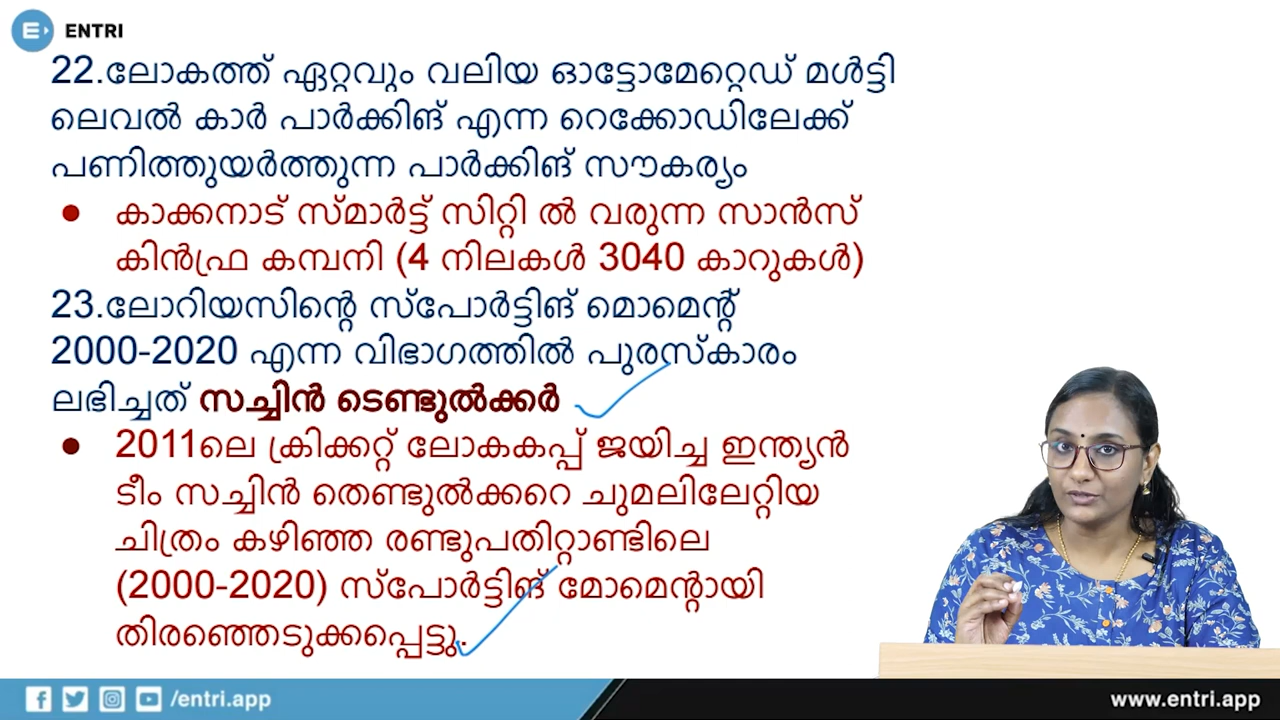 ENTRI
22.ലോകത്ത് ഏറ്റവും വലിയ ഓട്ടോമേറ്റെഡ് മൾട്ടി
ലെവൽ കാർ പാർക്കിങ് എന്ന റെക്കോഡിലേക്ക്
പണിത്തുയർത്തുന്ന പാർക്കിങ് സൗകര്യം
● കാക്കനാട് സ്മാർട്ട് സിറ്റി ൽ വരുന്ന സാൻസ്
കിൻഫ്ര കമ്പനി (4 നിലകൾ 3040 കാറുകൾ)
23.ലോറിയസിന്റെ സ്പോർട്ടിങ് മൊമെന്റ്
2000-2020 എന്ന വിഭാഗത്തിൽ പുരസ്കാരം
ലഭിച്ചത് സച്ചിൻ ടെണ്ടുൽക്കർ
● 2011ലെ ക്രിക്കറ്റ് ലോകകപ്പ് ജയിച്ച ഇന്ത്യൻ
ടീം സച്ചിൻ തെണ്ടുൽക്കറെ ചുമലിലേറ്റിയ
ചിത്രം കഴിഞ്ഞ രണ്ടുപതിറ്റാണ്ടിലെ
(2000-2020) സ്പോർട്ടിങ് മോമെന്റായി
തിരഞ്ഞെടുക്കപ്പെട്ടു.
/entri.app
www.entri.app